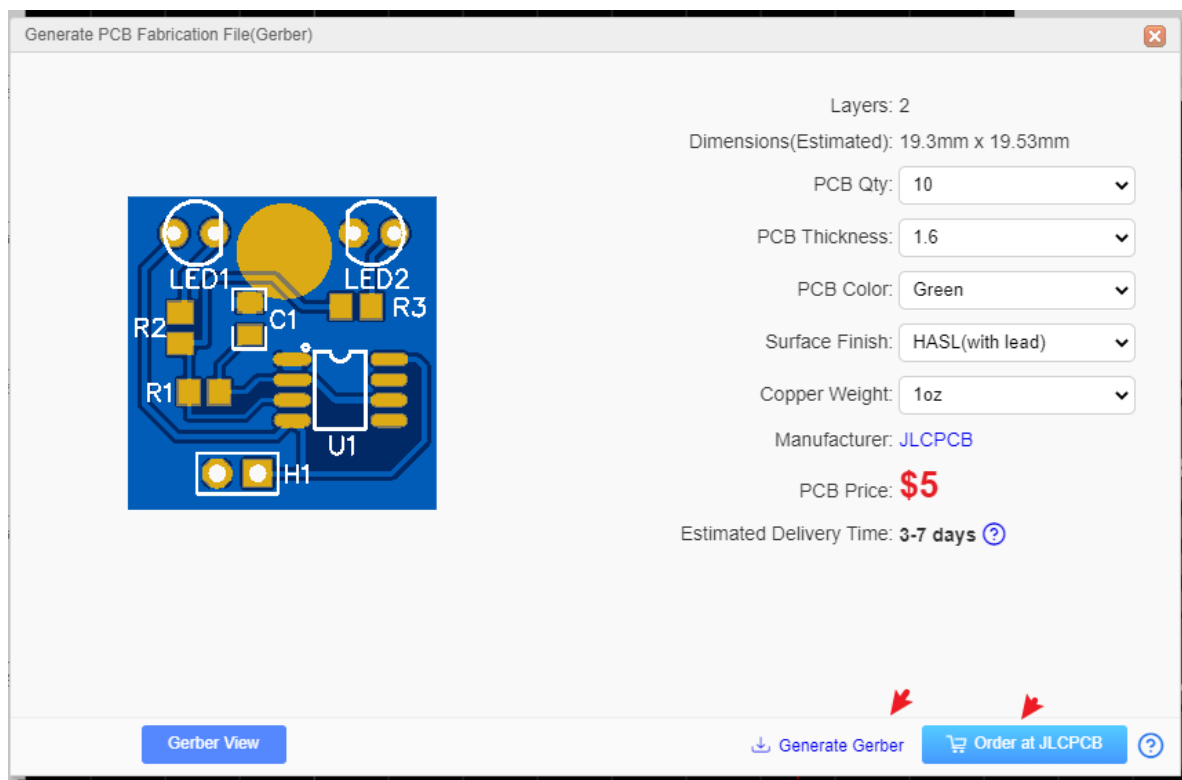 Generate PCB Fabrication File(Gerber)
Layers: 2
Dimensions(Estimated): 19.3mm x 19.53mm
PCB Qty: 10
PCB Thickness: 1.6
PCB Color: Green
Surface Finish: HASL(with lead)
Copper Weight: 1oz
Manufacturer: JLCPCB
PCB Price: $5
Estimated Delivery Time: 3-7 days ?
LED1
LED2
R2
C1
R3
R1
U1
H1
Gerber View
Generate Gerber
Order at JLCPCB
?